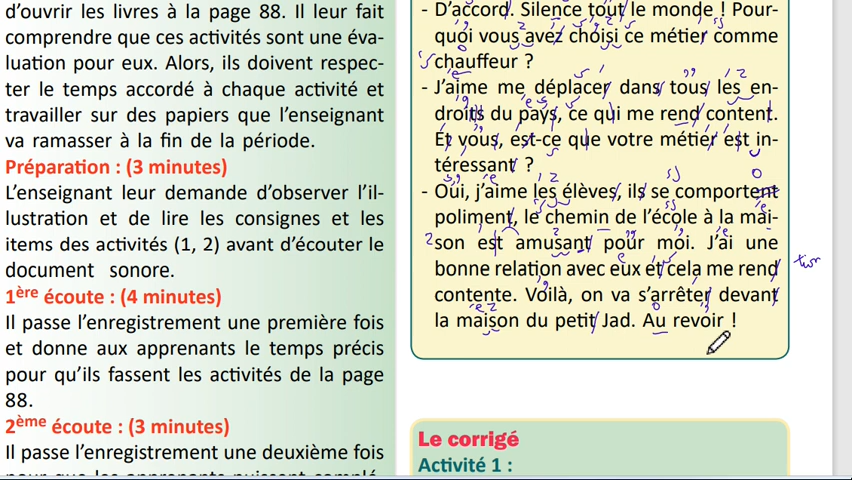 d'ouvrir les livres à la page 88. Il leur fait
comprendre que ces activités sont une éva-
luation pour eux. Alors, ils doivent respec-
ter le temps accordé à chaque activité et
travailler sur des papiers que l'enseignant
va ramasser à la fin de la période.
Préparation : (3 minutes)
L'enseignant leur demande d'observer l'il-
lustration et de lire les consignes et les
items des activités (1, 2) avant d'écouter le
document sonore.
1ère écoute : (4 minutes)
Il passe l'enregistrement une première fois
et donne aux apprenants le temps précis
pour qu'ils fassent les activités de la page
88.
2ème écoute : (3 minutes)
Il passe l'enregistrement une deuxième fois
- D'accord. Silence tout le monde ! Pour-
quoi vous avez choisi ce métier comme
chauffeur ?
- J'aime me déplacer dans tous les en-
droits du pays, ce qui me rend content.
Et vous, est-ce que votre métier est in-
téressant ?
- Oui, j'aime les élèves, ils se comportent
poliment, le chemin de l'école à la mai-
son est amusant pour moi. J'ai une
bonne relation avec eux et cela me rend
contente. Voilà, on va s'arrêter devant
la maison du petit Jad. Au revoir !
Le corrigé
Activité 1 :